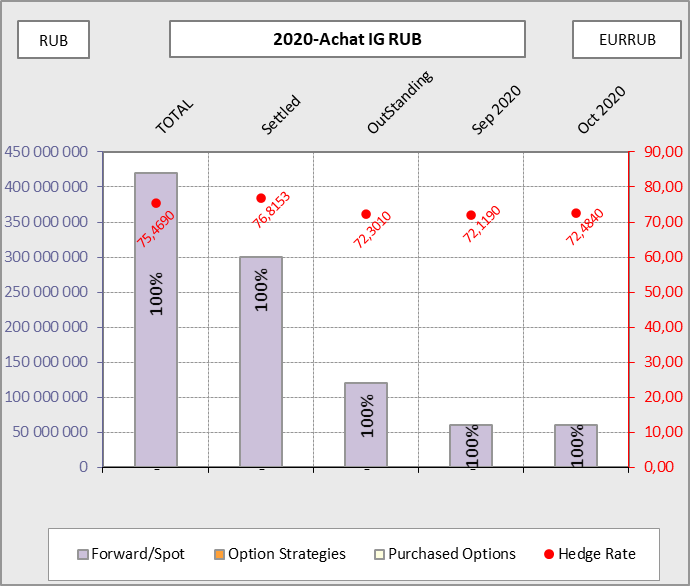 RUB
2020-Achat IG RUB
EURRUB
TOTAL
Settled
OutStanding
Sep 2020
Oct 2020
450 000 000
400 000 000
350 000 000
300 000 000
250 000 000
200 000 000
150 000 000
100 000 000
50 000 000
0
75,4690
76,8153
72,3010
72,1190
72,4840
100%
100%
100%
100%
100%
90,00
80,00
70,00
60,00
50,00
40,00
30,00
20,00
10,00
0,00
-
-
-
-
-
Forward/Spot
Option Strategies
Purchased Options
Hedge Rate